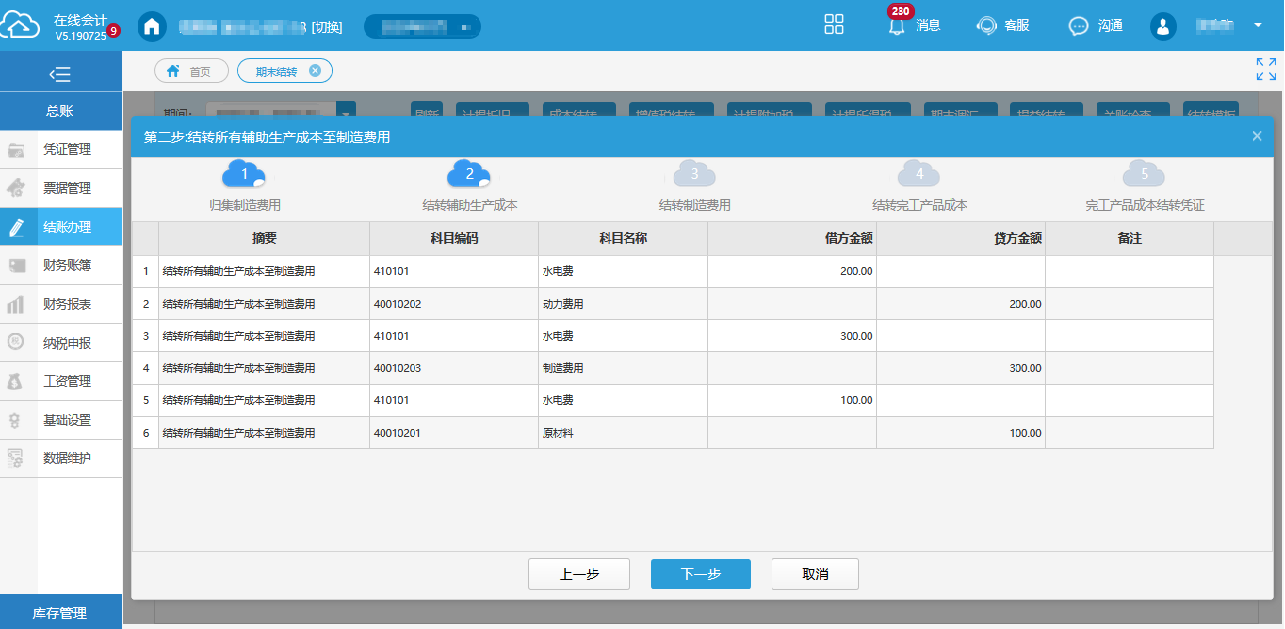 在线会计
V5.190725
9
[切换]
280
消息
客服
沟通
首页
期末结转
总账
凭证管理
票据管理
结账办理
财务账簿
财务报表
纳税申报
工资管理
基础设置
数据维护
库存管理
期间:
第二步:结转所有辅助生产成本至制造费用
1
2
3
4
5
归集制造费用
结转辅助生产成本
结转制造费用
结转完工产品成本
完工产品成本结转凭证
摘要 科目编码 科目名称 借方金额 贷方金额 备注
1 结转所有辅助生产成本至制造费用 410101 水电费 200.00
2 结转所有辅助生产成本至制造费用 40010202 动力费用 200.00
3 结转所有辅助生产成本至制造费用 410101 水电费 300.00
4 结转所有辅助生产成本至制造费用 40010203 制造费用 300.00
5 结转所有辅助生产成本至制造费用 410101 水电费 100.00
6 结转所有辅助生产成本至制造费用 40010201 原材料 100.00
上一步
下一步
取消